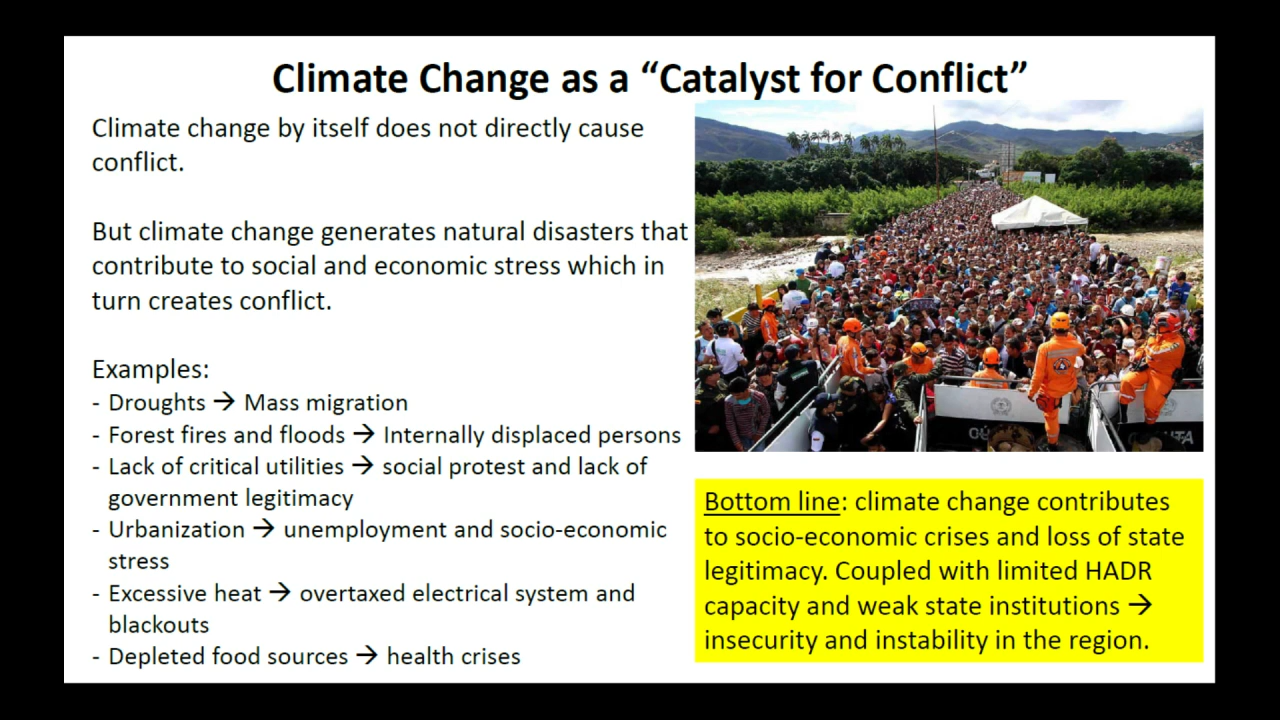 Climate Change as a “Catalyst for Conflict”
Climate change by itself does not directly cause
conflict.
But climate change generates natural disasters that
contribute to social and economic stress which in
turn creates conflict.
Examples:
- Droughts → Mass migration
- Forest fires and floods → Internally displaced persons
- Lack of critical utilities → social protest and lack of
government legitimacy
- Urbanization → unemployment and socio-economic
stress
- Excessive heat → overtaxed electrical system and
blackouts
- Depleted food sources → health crises
Bottom line: climate change contributes
to socio-economic crises and loss of state
legitimacy. Coupled with limited HADR
capacity and weak state institutions →
insecurity and instability in the region.